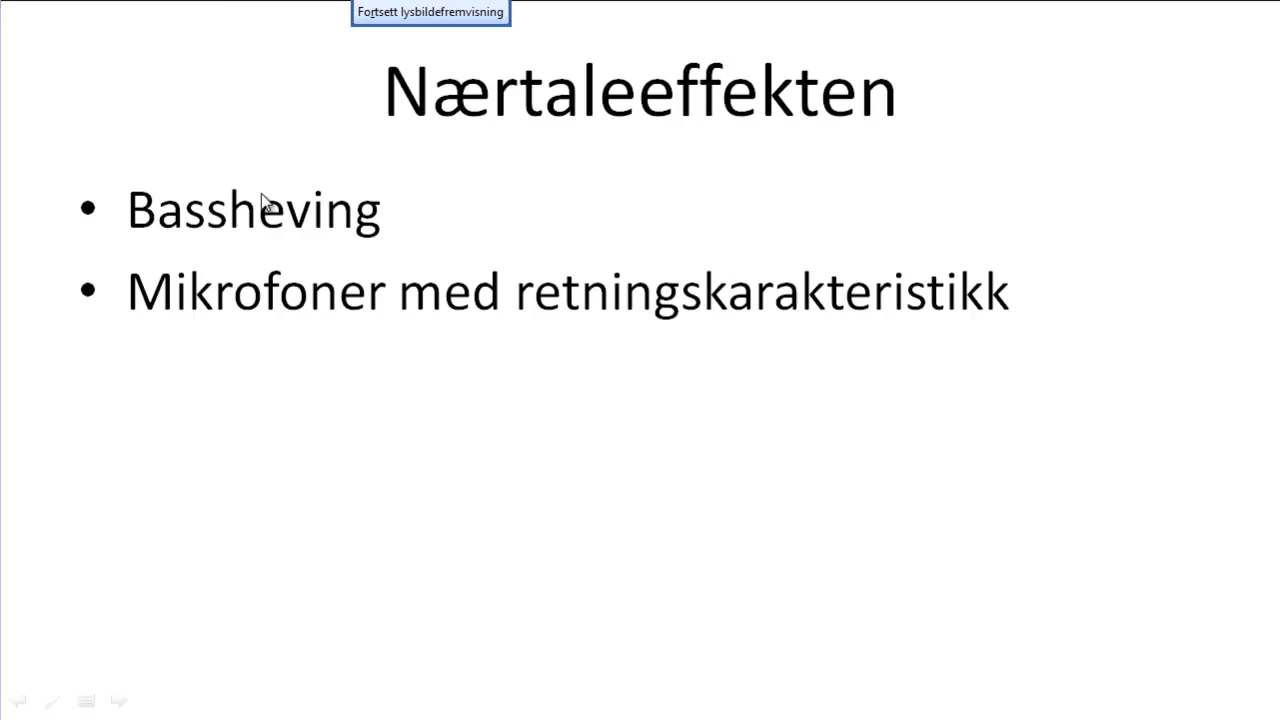 Fortsett lysbildefremvisning
Nærtaleeffekten
• Bassheving
• Mikrofoner med retningskarakteristikk